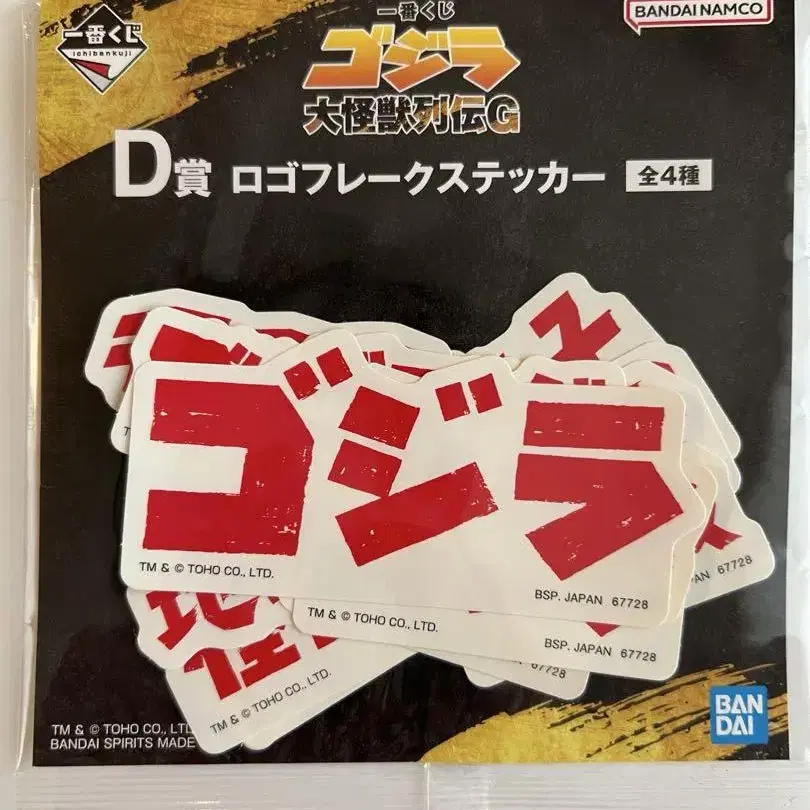 一番くじ
ichibankuji
一番くじ
BANDAI NAMCO
ゴジラ
大怪獣列伝G
D賞 ロゴフレークステッカー 全4種
ゴジラ
TM & © TOHO CO., LTD.
BSP. JAPAN 67728
TM & © TOHO CO., LTD.
BSP. JAPAN 67728
AN 67728
TM & © TOHO CO.,
TM & © TOHO CO., LTD
BANDAI SPIRITS MADE
BAN
DAI